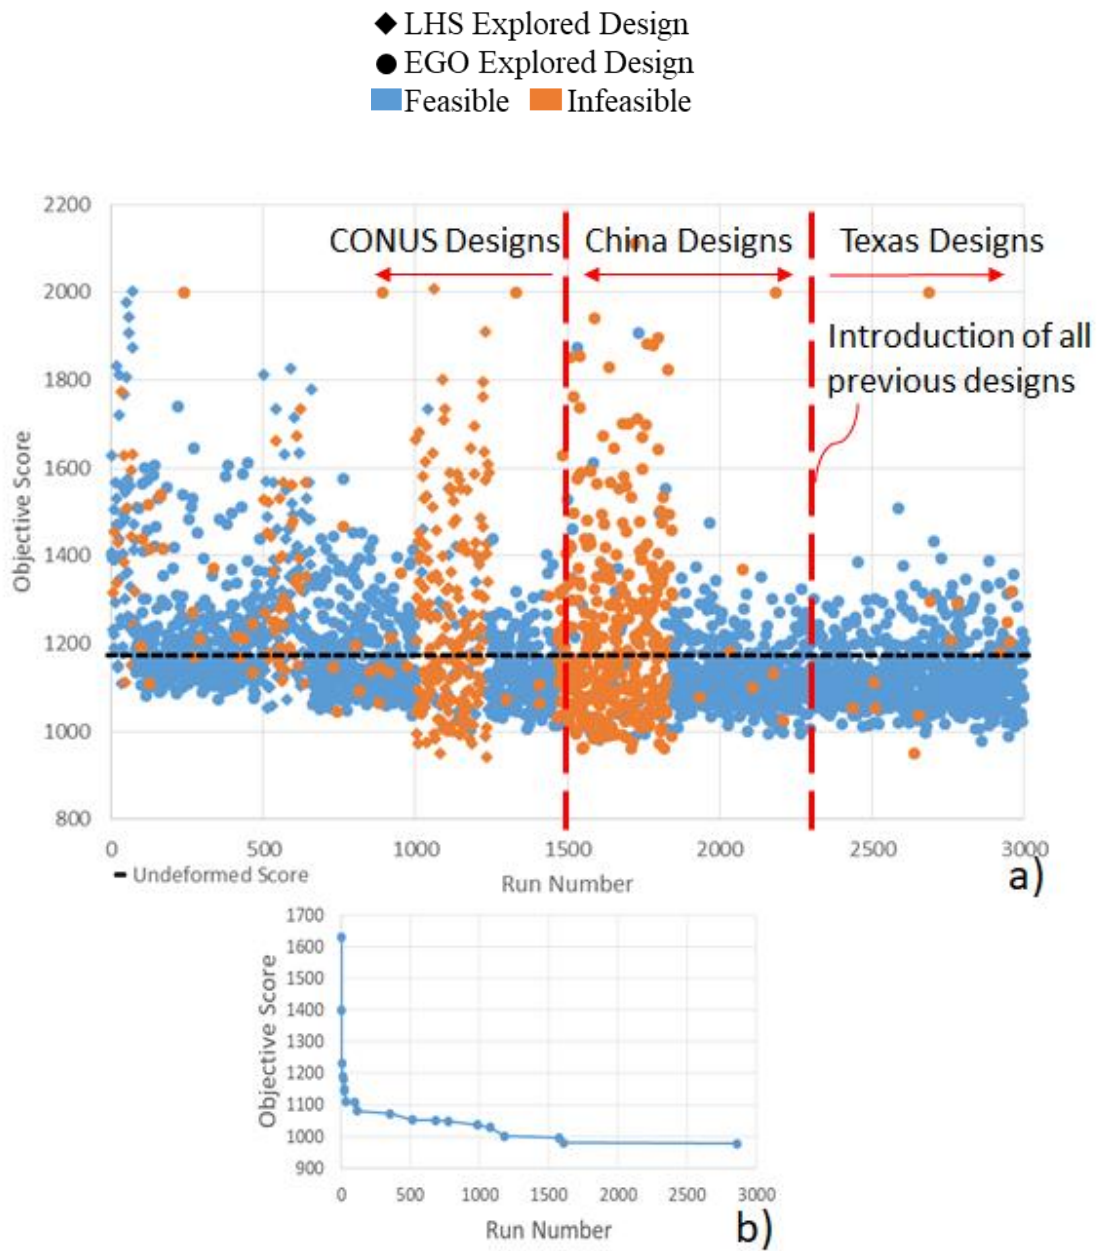 LHS Explored Design
EGO Explored Design
Feasible Infeasible
2200
2000
1800
1600
1400
1200
1000
800
Objective Score
CONUS Designs
China Designs
Texas Designs
Introduction of all
previous designs
0 500 1000 1500 2000 2500 3000
Undeformed Score
Run Number
a)
1700
1600
1500
1400
1300
1200
1100
1000
900
Objective Score
0 500 1000 1500 2000 2500 3000
Run Number
b)